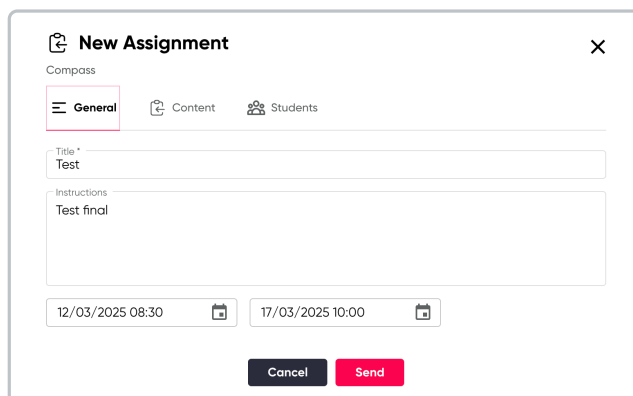 New Assignment
Compass
General Content Students
Title *
Test
Instructions
Test final
12/03/2025 08:30 17/03/2025 10:00
Cancel Send